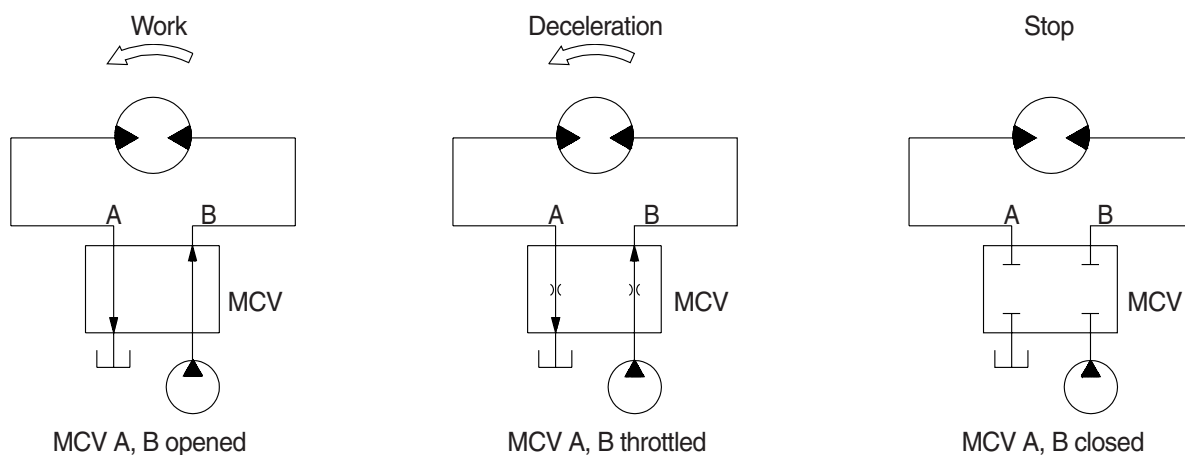 Work
A
B
MCV
MCV A, B opened
Deceleration
A
B
MCV
MCV A, B throttled
Stop
A
B
MCV
MCV A, B closed